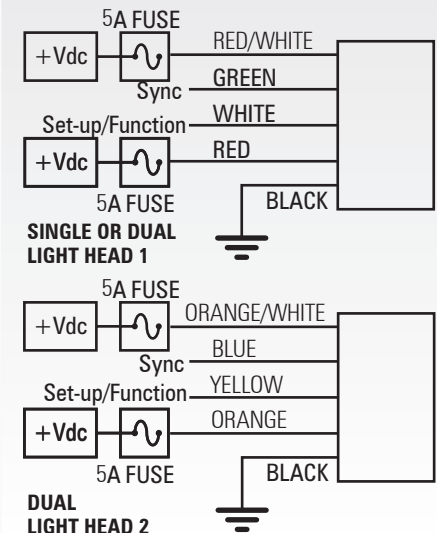 5A FUSE
+Vdc
RED/WHITE
Sync
GREEN
Set-up/Function
WHITE
+Vdc
RED
5A FUSE
BLACK
SINGLE OR DUAL
LIGHT HEAD 1
5A FUSE
+Vdc
ORANGE/WHITE
Sync
BLUE
Set-up/Function
YELLOW
+Vdc
ORANGE
5A FUSE
BLACK
DUAL
LIGHT HEAD 2